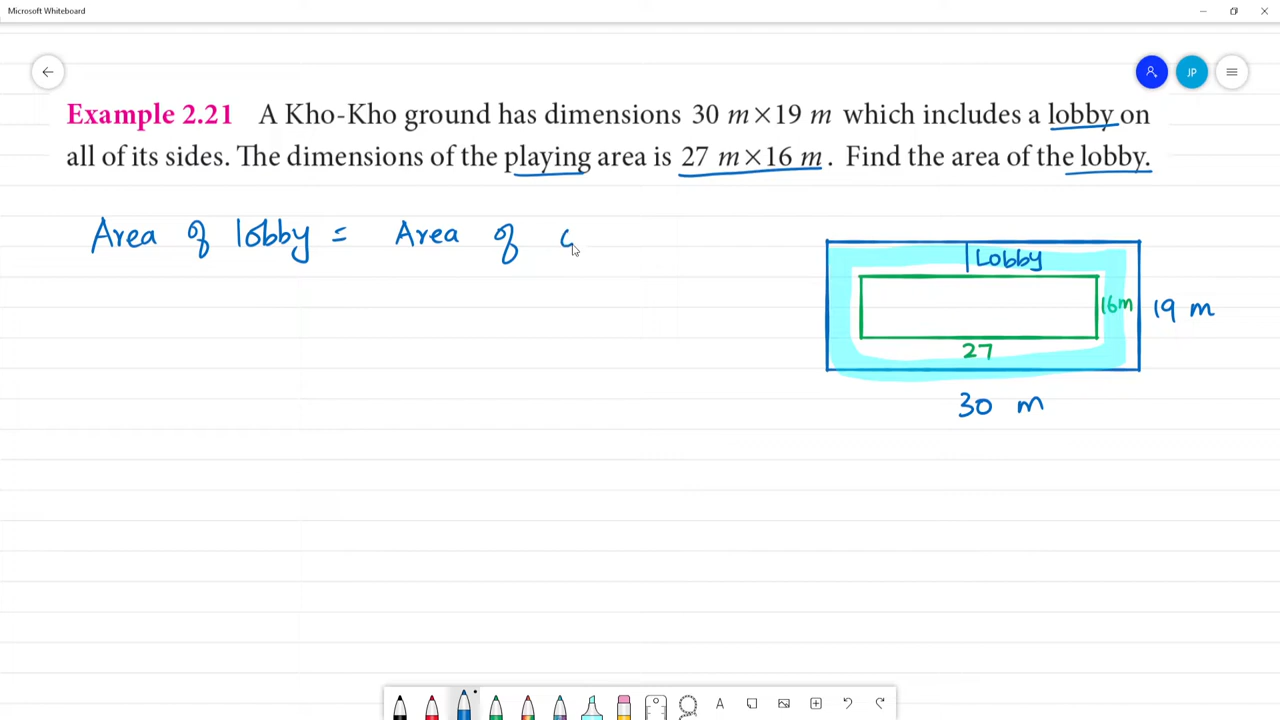 Microsoft Whiteboard
JP
Example 2.21 A Kho-Kho ground has dimensions 30 m×19 m which includes a lobby on
all of its sides. The dimensions of the playing area is 27 m×16 m. Find the area of the lobby.
Area of lobby = Area of
Lobby
16m
19 m
27
30 m
A